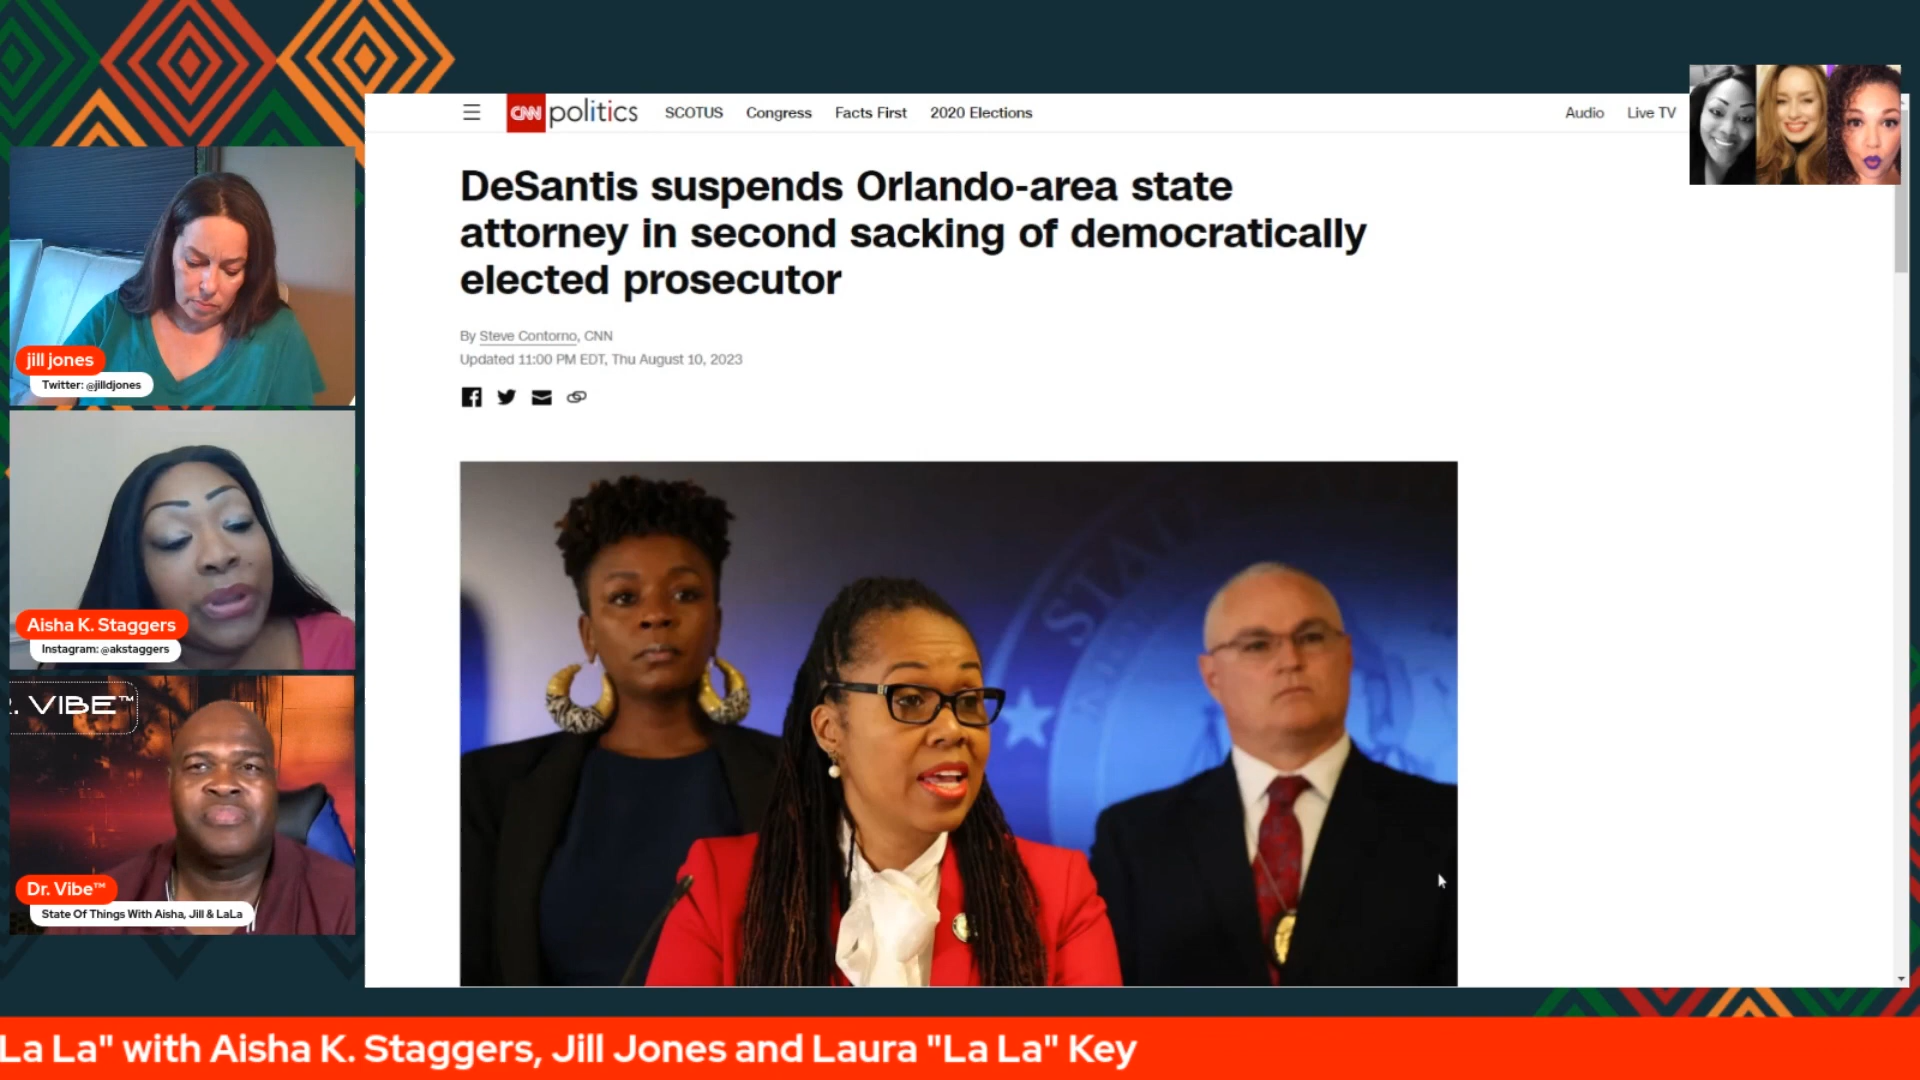 CNN politics SCOTUS Congress Facts First 2020 Elections Audio Live TV
DeSantis suspends Orlando-area state
attorney in second sacking of democratically
elected prosecutor
By Steve Contorno, CNN
Updated 11:00 PM EDT, Thu August 10, 2023
jill jones
Twitter: @jilldjones
Aisha K. Staggers
Instagram: @akstaggers
. VIBE™
Dr. Vibe™
State Of Things With Aisha, Jill & LaLa
La La" with Aisha K. Staggers, Jill Jones and Laura "La La" Key